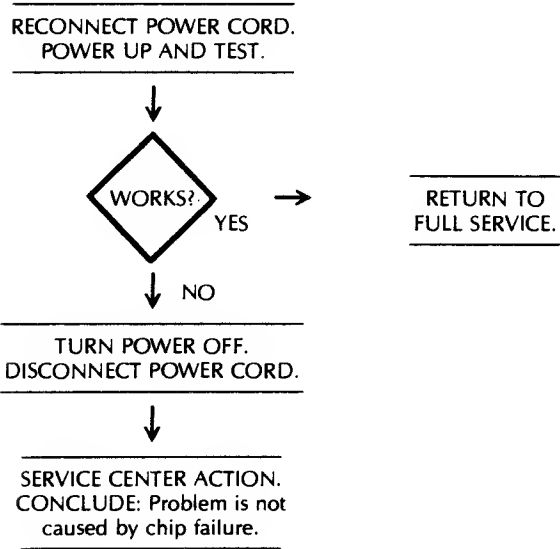 RECONNECT POWER CORD.
POWER UP AND TEST.
WORKS?
YES
RETURN TO
FULL SERVICE.
NO
TURN POWER OFF.
DISCONNECT POWER CORD.
SERVICE CENTER ACTION.
CONCLUDE: Problem is not
caused by chip failure.